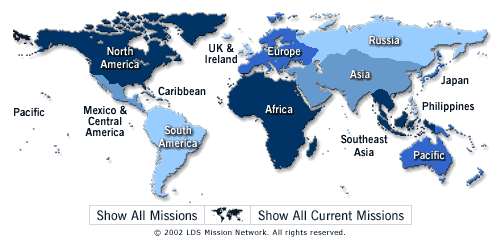 North
America
UK &
Ireland
Europe
Russia
Asia
Japan
Caribbean
Pacific
Mexico &
Central
America
Africa
Philippines
South
America
Southeast
Asia
Pacific
Show All Missions
Show All Current Missions
© 2002 LDS Mission Network. All rights reserved.